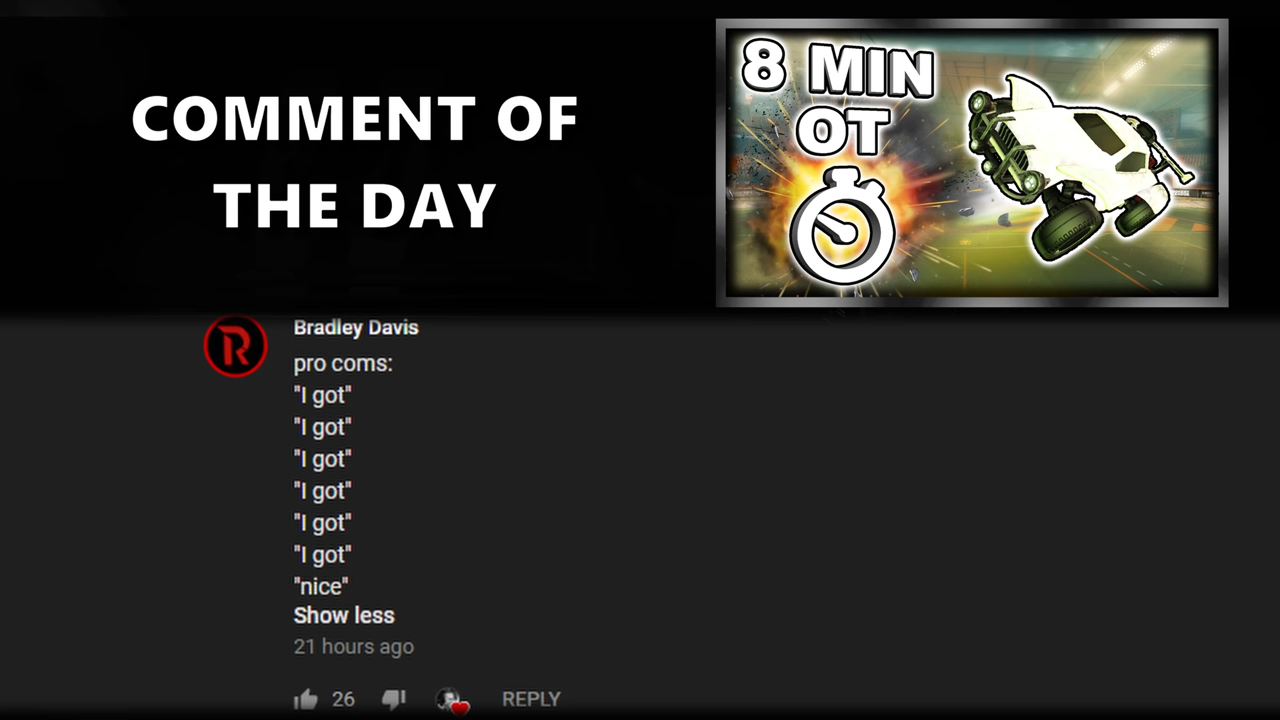 COMMENT OF
THE DAY
8 MIN
OT
R
Bradley Davis
pro coms:
"I got"
"I got"
"I got"
"I got"
"I got"
"I got"
"nice"
Show less
21 hours ago
26
REPLY